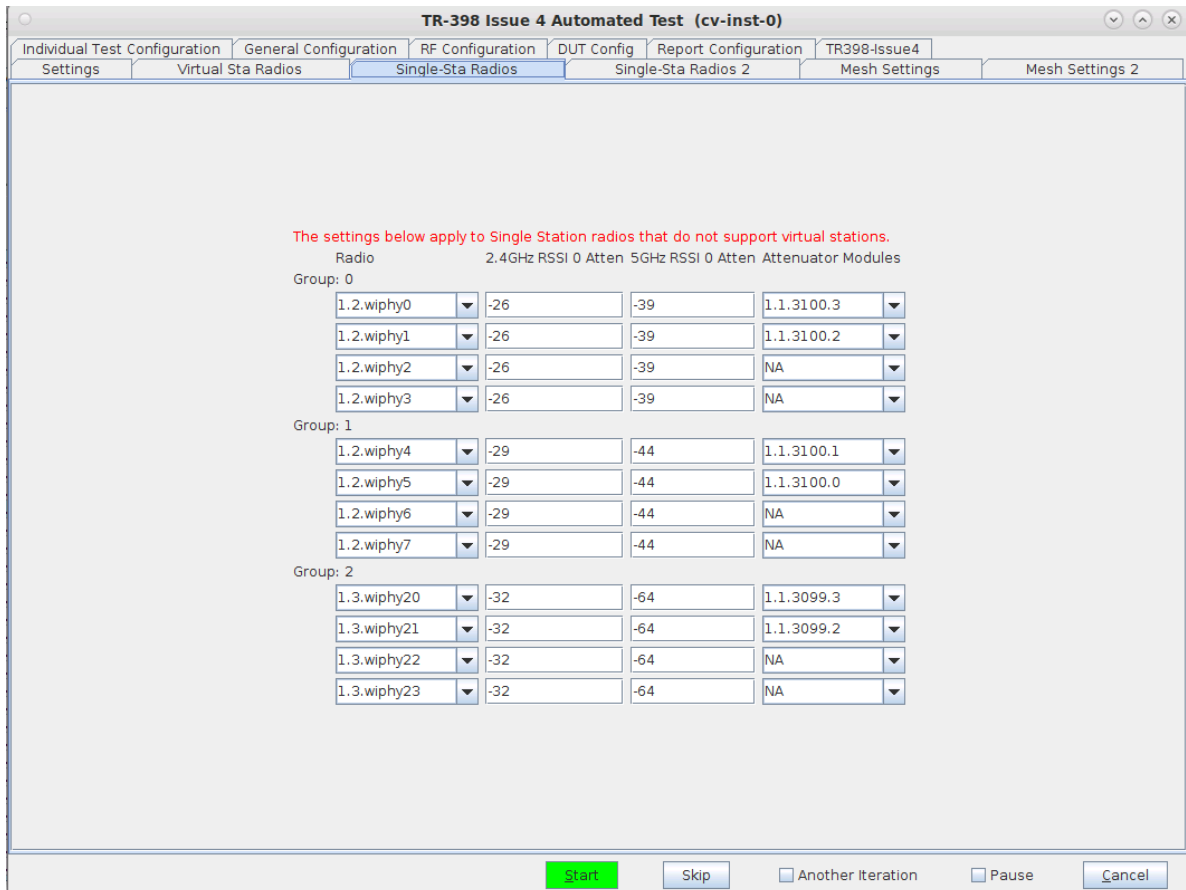 TR-398 Issue 4 Automated Test (cv-inst-0)
Individual Test Configuration General Configuration RF Configuration DUT Config Report Configuration TR398-Issue4
Settings Virtual Sta Radios Single-Sta Radios Single-Sta Radios 2 Mesh Settings Mesh Settings 2
The settings below apply to Single Station radios that do not support virtual stations.
Radio 2.4GHz RSSI 0 Atten 5GHz RSSI 0 Atten Attenuator Modules
Group: 0
1.2.wiphy0 -26 -39 1.1.3100.3
1.2.wiphy1 -26 -39 1.1.3100.2
1.2.wiphy2 -26 -39 NA
1.2.wiphy3 -26 -39 NA
Group: 1
1.2.wiphy4 -29 -44 1.1.3100.1
1.2.wiphy5 -29 -44 1.1.3100.0
1.2.wiphy6 -29 -44 NA
1.2.wiphy7 -29 -44 NA
Group: 2
1.3.wiphy20 -32 -64 1.1.3099.3
1.3.wiphy21 -32 -64 1.1.3099.2
1.3.wiphy22 -32 -64 NA
1.3.wiphy23 -32 -64 NA
Start Skip Another Iteration Pause Cancel